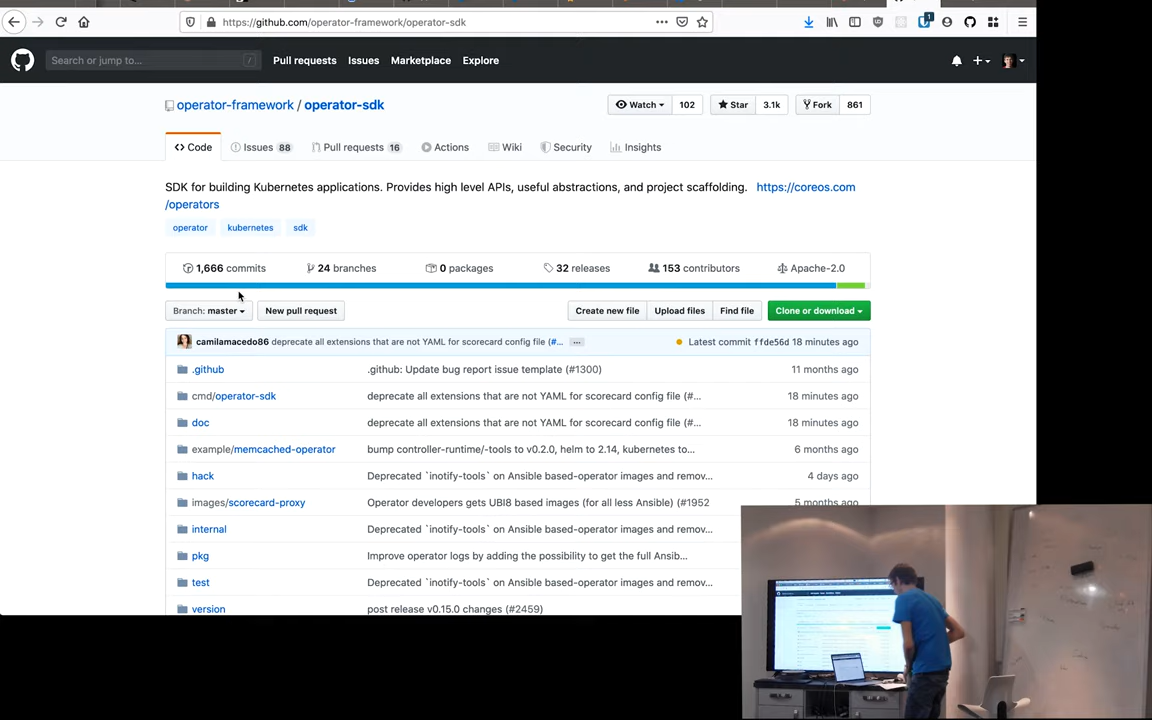 https://github.com/operator-framework/operator-sdk
1
Search or jump to...
/
Pull requests
Issues
Marketplace
Explore
operator-framework / operator-sdk
Watch 102
Star 3.1k
Fork 861
Code
Issues 88
Pull requests 16
Actions
Wiki
Security
Insights
SDK for building Kubernetes applications. Provides high level APIs, useful abstractions, and project scaffolding. https://coreos.com
/operators
operator kubernetes sdk
1,666 commits
24 branches
0 packages
32 releases
153 contributors
Apache-2.0
Branch: master
New pull request
Create new file
Upload files
Find file
Clone or download
camilamacedo86 deprecate all extensions that are not YAML for scorecard config file (#... ...
Latest commit ffde56d 18 minutes ago
.github .github: Update bug report issue template (#1300) 11 months ago
cmd/operator-sdk deprecate all extensions that are not YAML for scorecard config file (#... 18 minutes ago
doc deprecate all extensions that are not YAML for scorecard config file (#... 18 minutes ago
example/memcached-operator bump controller-runtime/-tools to v0.2.0, helm to 2.14, kubernetes to... 6 months ago
hack Deprecated `inotify-tools` on Ansible based-operator images and remov... 4 days ago
images/scorecard-proxy Operator developers gets UBI8 based images (for all less Ansible) (#1952 5 months ago
internal Deprecated `inotify-tools` on Ansible based-operator images and remov...
pkg Improve operator logs by adding the possibility to get the full Ansib...
test Deprecated `inotify-tools` on Ansible based-operator images and remov...
version post release v0.15.0 changes (#2459)